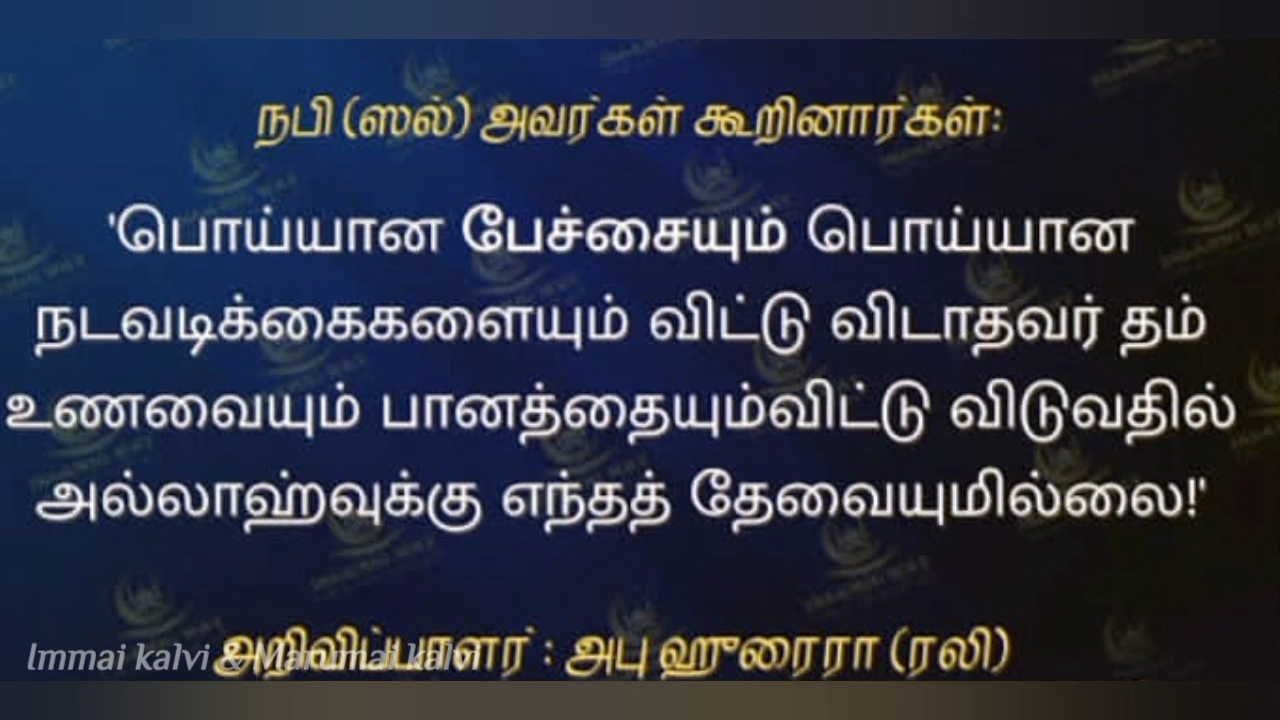 நபி (ஸல்) அவர்கள் கூறினார்கள்:
'பொய்யான பேச்சையும் பொய்யான
நடவடிக்கைகளையும் விட்டு விடாதவர் தம்
உணவையும் பானத்தையும்விட்டு விடுவதில்
அல்லாஹ்வுக்கு எந்தத் தேவையுமில்லை!'
அறிவிப்பாளர் : அபு ஹுரைரா (ரலி)
Immai kalvi & Marumai kalvi